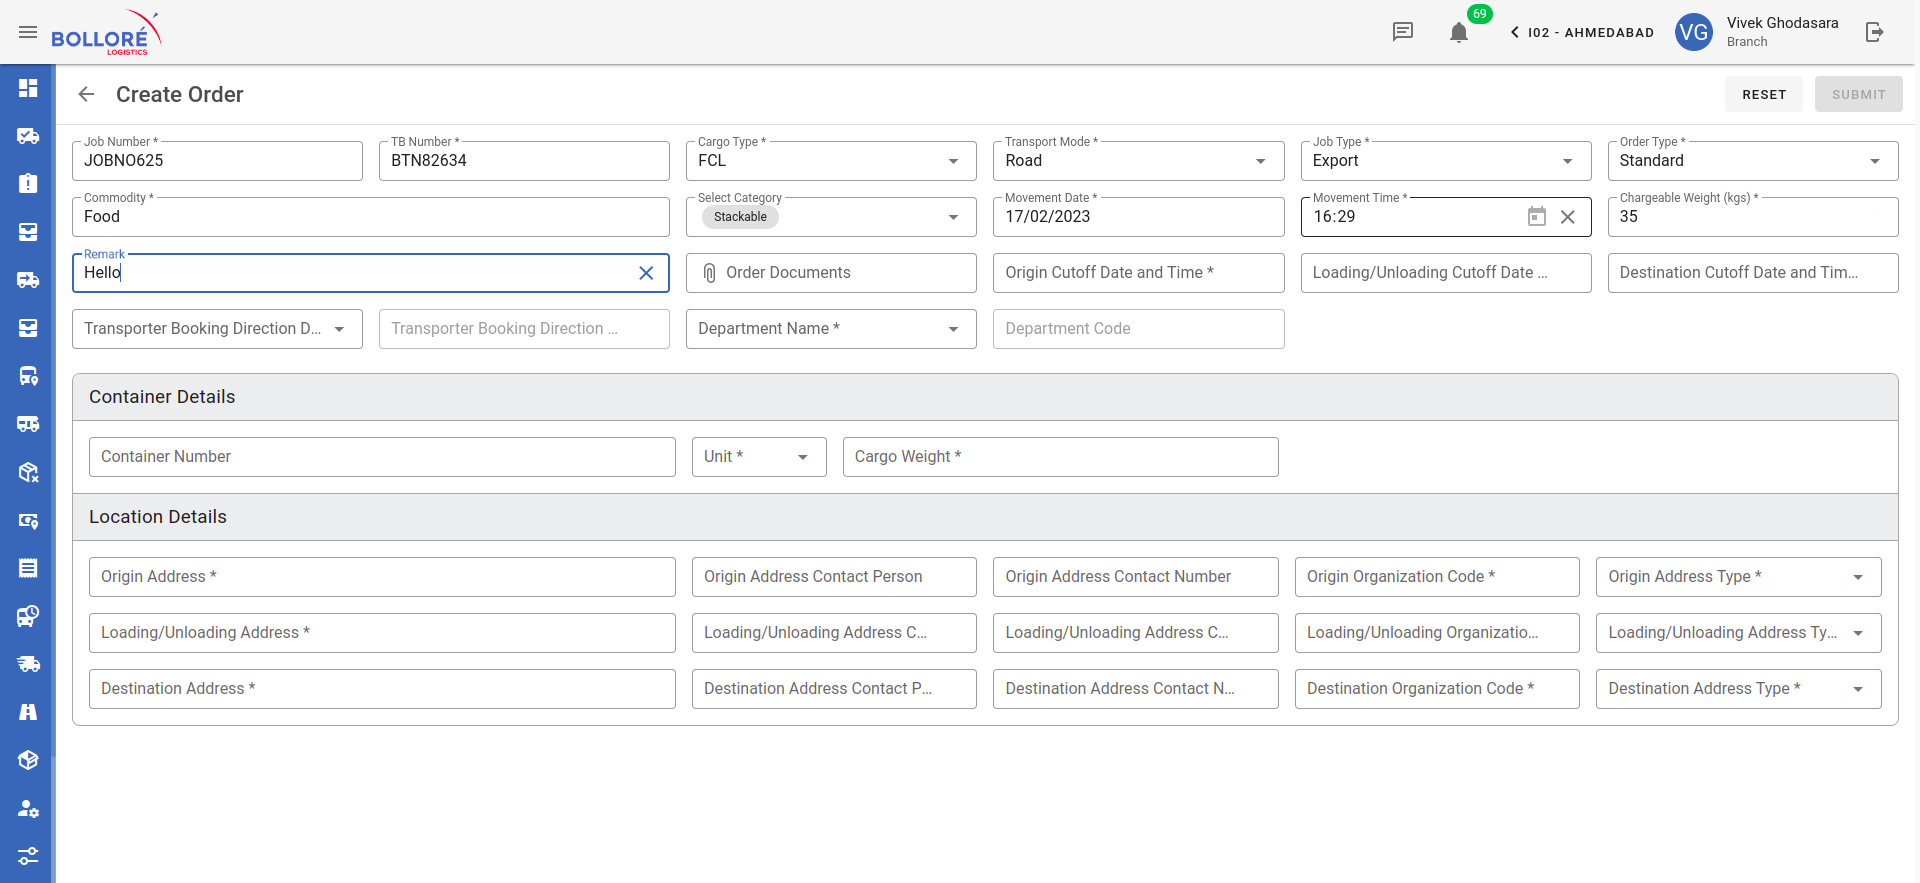 BOLLORÉ
LOGISTICS
69
I02 - AHMEDABAD
VG
Vivek Ghodasara
Branch
Create Order
RESET
SUBMIT
Job Number *
JOBNO625
TB Number *
BTN82634
Cargo Type *
FCL
Transport Mode *
Road
Job Type *
Export
Order Type *
Standard
Commodity *
Food
Select Category
Stackable
Movement Date *
17/02/2023
Movement Time *
16:29
Chargeable Weight (kgs) *
35
Remark
Hello
Order Documents
Origin Cutoff Date and Time *
Loading/Unloading Cutoff Date ...
Destination Cutoff Date and Tim...
Transporter Booking Direction D...
Transporter Booking Direction ...
Department Name *
Department Code
Container Details
Container Number
Unit *
Cargo Weight *
Location Details
Origin Address *
Origin Address Contact Person
Origin Address Contact Number
Origin Organization Code *
Origin Address Type *
Loading/Unloading Address *
Loading/Unloading Address C...
Loading/Unloading Address C...
Loading/Unloading Organizatio...
Loading/Unloading Address Ty...
Destination Address *
Destination Address Contact P...
Destination Address Contact N...
Destination Organization Code *
Destination Address Type *